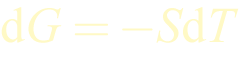 dG = −SdT